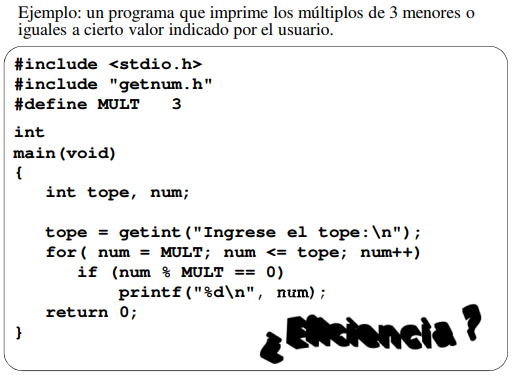 Ejemplo: un programa que imprime los múltiplos de 3 menores o
iguales a cierto valor indicado por el usuario.
#include <stdio.h>
#include "getnum.h"
#define MULT   3
int
main(void)
{
   int tope, num;
   tope = getint("Ingrese el tope:\n");
   for( num = MULT; num <= tope; num++)
      if (num % MULT == 0)
          printf("%d\n", num);
   return 0;
}
¿Eficiencia?